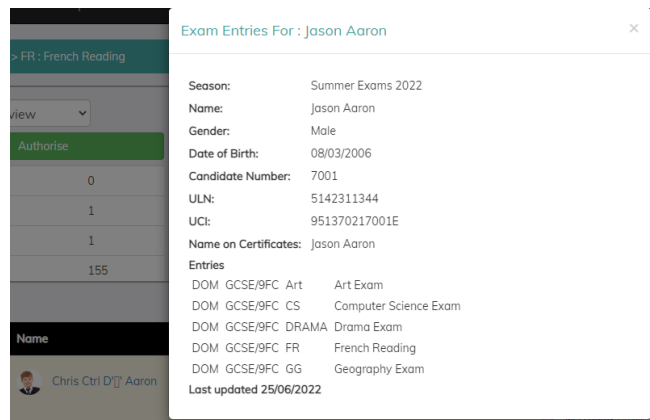 Exam Entries For : Jason Aaron ×
> FR : French Reading
Season: Summer Exams 2022
Name: Jason Aaron
Gender: Male
Date of Birth: 08/03/2006
Candidate Number: 7001
ULN: 5142311344
UCI: 951370217001E
Name on Certificates: Jason Aaron
Entries
DOM GCSE/9FC Art Art Exam
DOM GCSE/9FC CS Computer Science Exam
DOM GCSE/9FC DRAMA Drama Exam
DOM GCSE/9FC FR French Reading
DOM GCSE/9FC GG Geography Exam
Last updated 25/06/2022
view
Authorise
0
1
1
155
Name
Chris Ctrl D'▯' Aaron